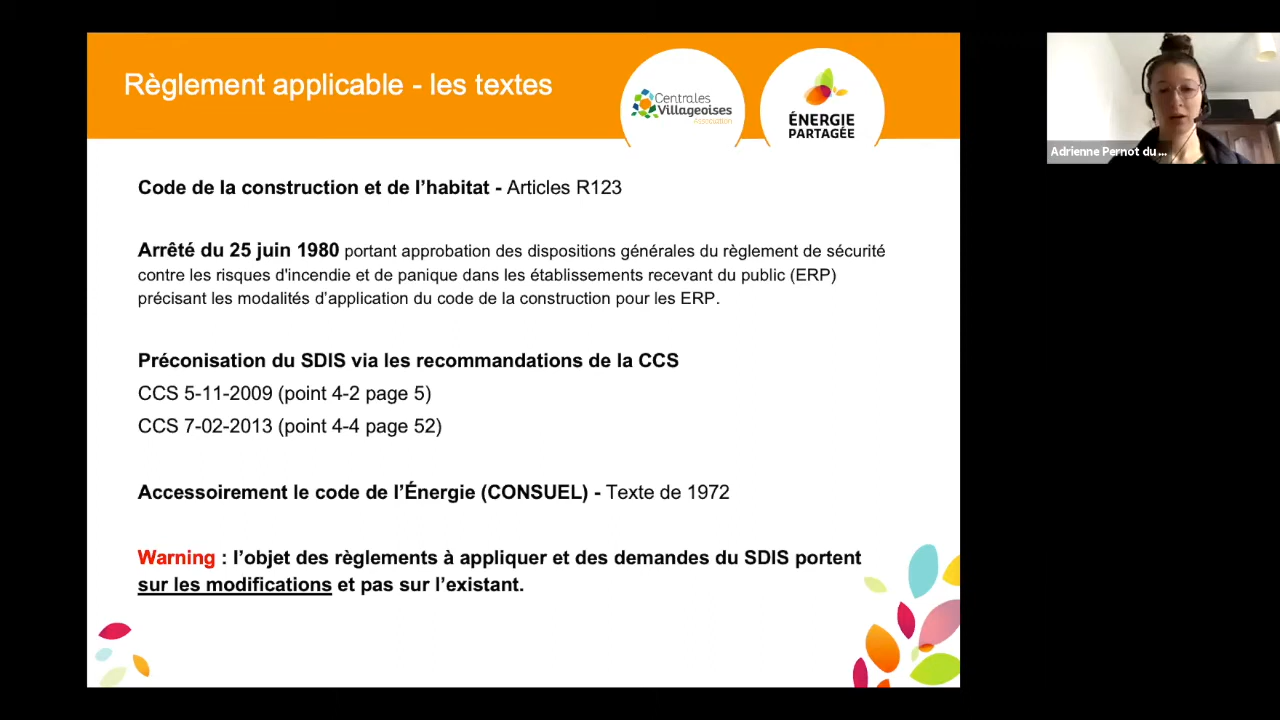 Règlement applicable - les textes
Centrales
Villageoises
Association
ÉNERGIE
PARTAGÉE
Adrienne Pernot du ...
Code de la construction et de l’habitat - Articles R123
Arrêté du 25 juin 1980 portant approbation des dispositions générales du règlement de sécurité
contre les risques d'incendie et de panique dans les établissements recevant du public (ERP)
précisant les modalités d’application du code de la construction pour les ERP.
Préconisation du SDIS via les recommandations de la CCS
CCS 5-11-2009 (point 4-2 page 5)
CCS 7-02-2013 (point 4-4 page 52)
Accessoirement le code de l’Énergie (CONSUEL) - Texte de 1972
Warning : l’objet des règlements à appliquer et des demandes du SDIS portent
sur les modifications et pas sur l’existant.